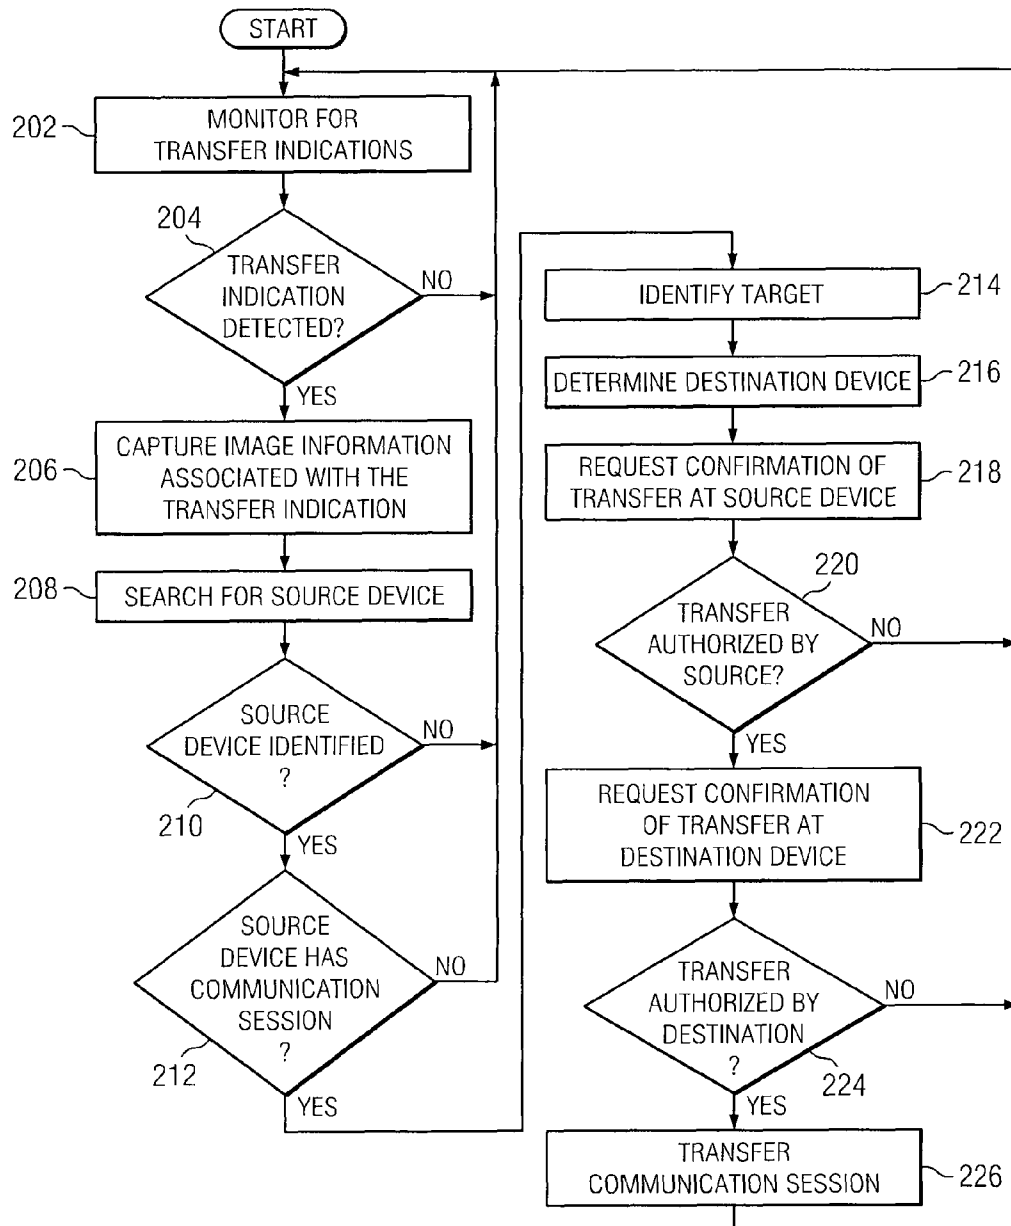 START
202
MONITOR FOR
TRANSFER INDICATIONS
204
TRANSFER
INDICATION
DETECTED?
NO
YES
206
CAPTURE IMAGE INFORMATION
ASSOCIATED WITH THE
TRANSFER INDICATION
208
SEARCH FOR SOURCE DEVICE
SOURCE
DEVICE IDENTIFIED
?
NO
210
YES
SOURCE
DEVICE HAS
COMMUNICATION
SESSION
?
NO
212
YES
IDENTIFY TARGET
214
DETERMINE DESTINATION DEVICE
216
REQUEST CONFIRMATION OF
TRANSFER AT SOURCE DEVICE
218
220
TRANSFER
AUTHORIZED BY
SOURCE?
NO
YES
REQUEST CONFIRMATION
OF TRANSFER AT
DESTINATION DEVICE
222
TRANSFER
AUTHORIZED BY
DESTINATION
?
NO
224
YES
TRANSFER
COMMUNICATION SESSION
226